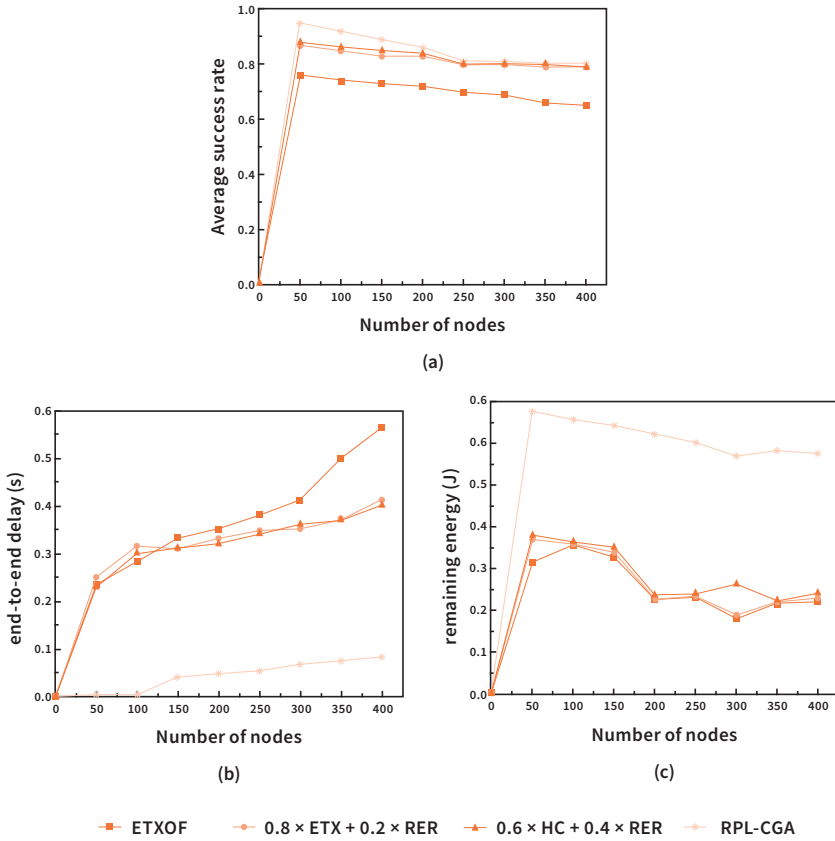 1.0
0.8
0.6
0.4
0.2
0.0
Average success rate
0 50 100 150 200 250 300 350 400
Number of nodes
(a)
0.6
0.5
0.4
0.3
0.2
0.1
0.0
end-to-end delay (s)
0 50 100 150 200 250 300 350 400
Number of nodes
(b)
0.6
0.6
0.5
0.4
0.3
0.2
0.1
0.0
remaining energy (J)
0 50 100 150 200 250 300 350 400
Number of nodes
(c)
ETXOF 0.8 × ETX + 0.2 × RER 0.6 × HC + 0.4 × RER RPL-CGA